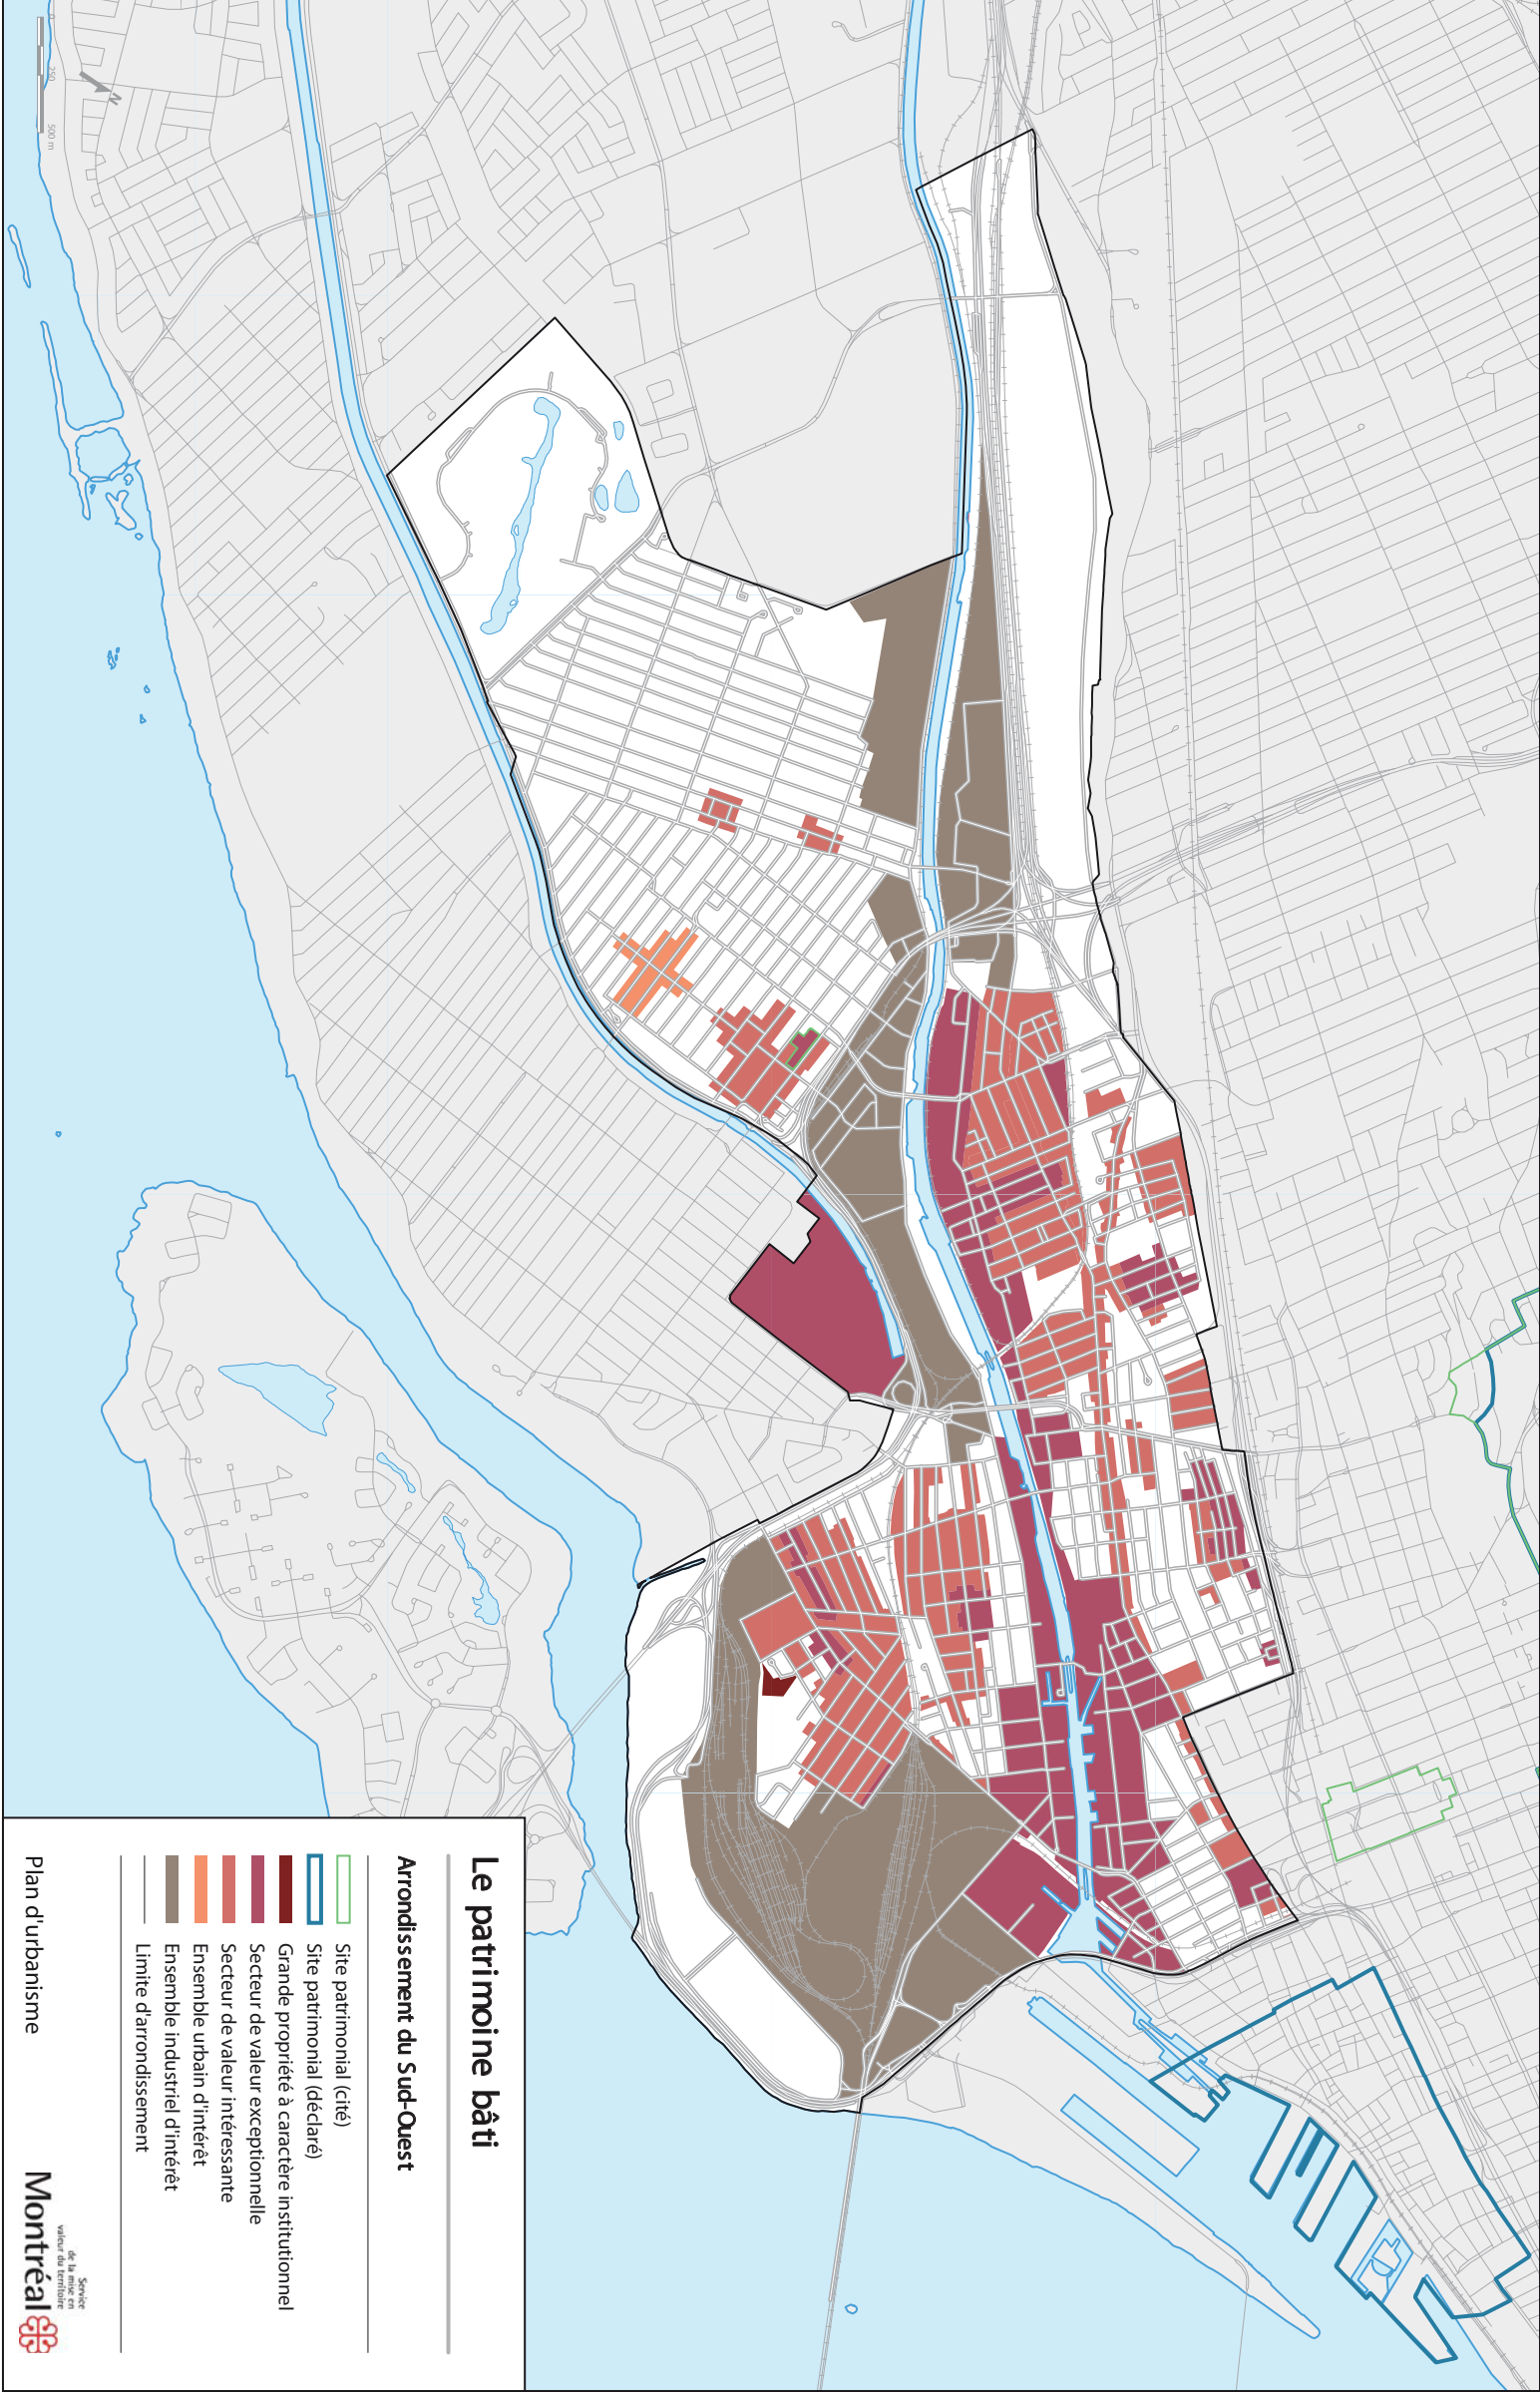 Le patrimoine bâti
Arrondissement du Sud-Ouest
Site patrimonial (cité)
Site patrimonial (déclaré)
Grande propriété à caractère institutionnel
Secteur de valeur exceptionnelle
Secteur de valeur intéressante
Ensemble urbain d'intérêt
Ensemble industriel d'intérêt
Limite d'arrondissement
Plan d'urbanisme
Service
de la mise en
valeur du territoire
Montréal
N
0
250
500 m